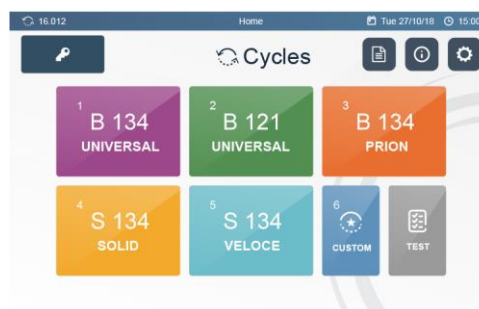 16.012 Home Tue 27/10/18 15:00
Cycles
1
B 134
UNIVERSAL
2
B 121
UNIVERSAL
3
B 134
PRION
4
S 134
SOLID
5
S 134
VELOCE
6
CUSTOM
TEST